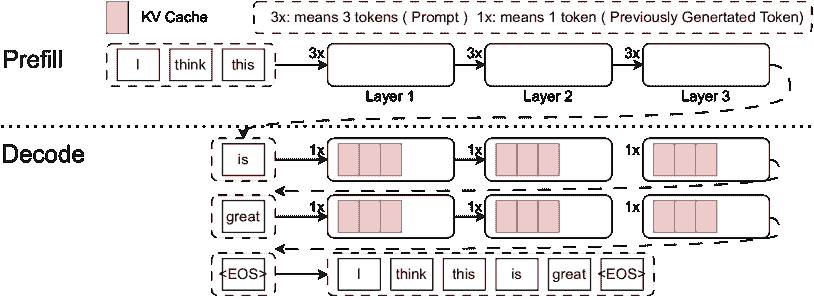 KV Cache
3x: means 3 tokens ( Prompt ) 1x: means 1 token ( Previously Genertated Token)
Prefill
I think this 3x 3x 3x
Layer 1 Layer 2 Layer 3
Decode
is 1x 1x 1x
great 1x 1x 1x
<EOS> I think this is great <EOS>